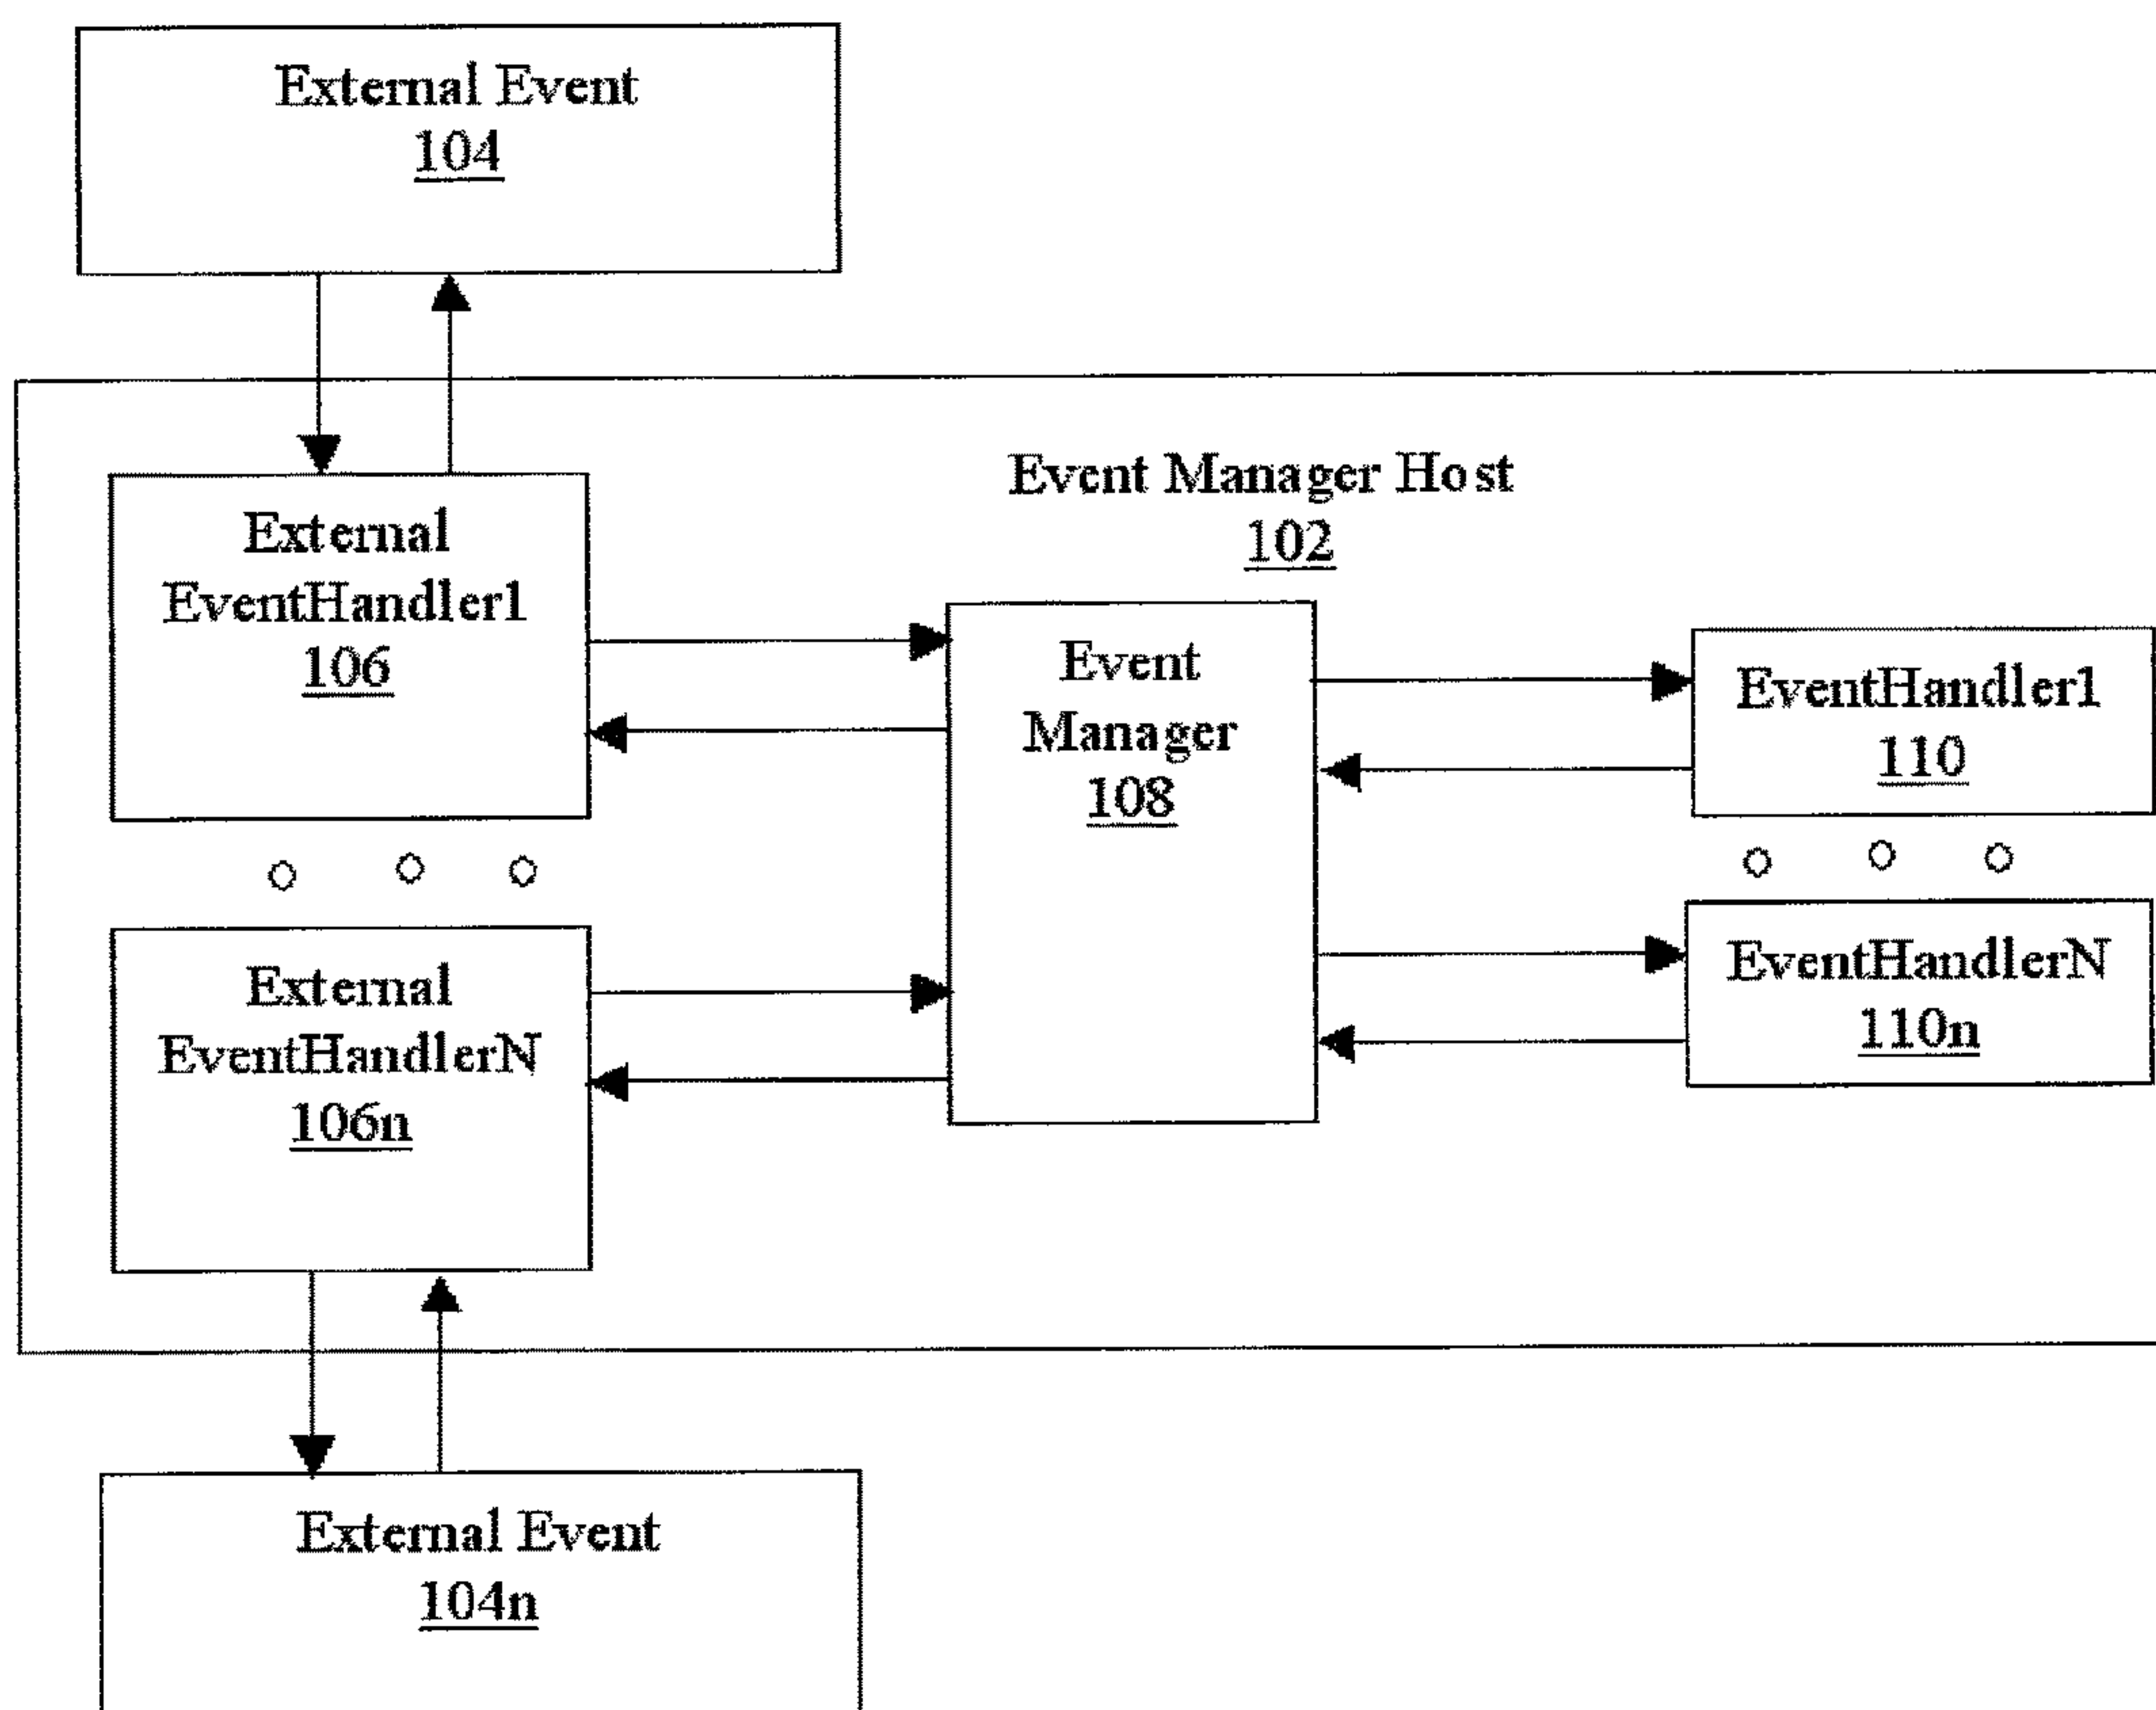 External Event
104
Event Manager Host
102
External
EventHandler1
106
Event
Manager
108
EventHandler1
110
External
EventHandlerN
106n
EventHandlerN
110n
External Event
104n